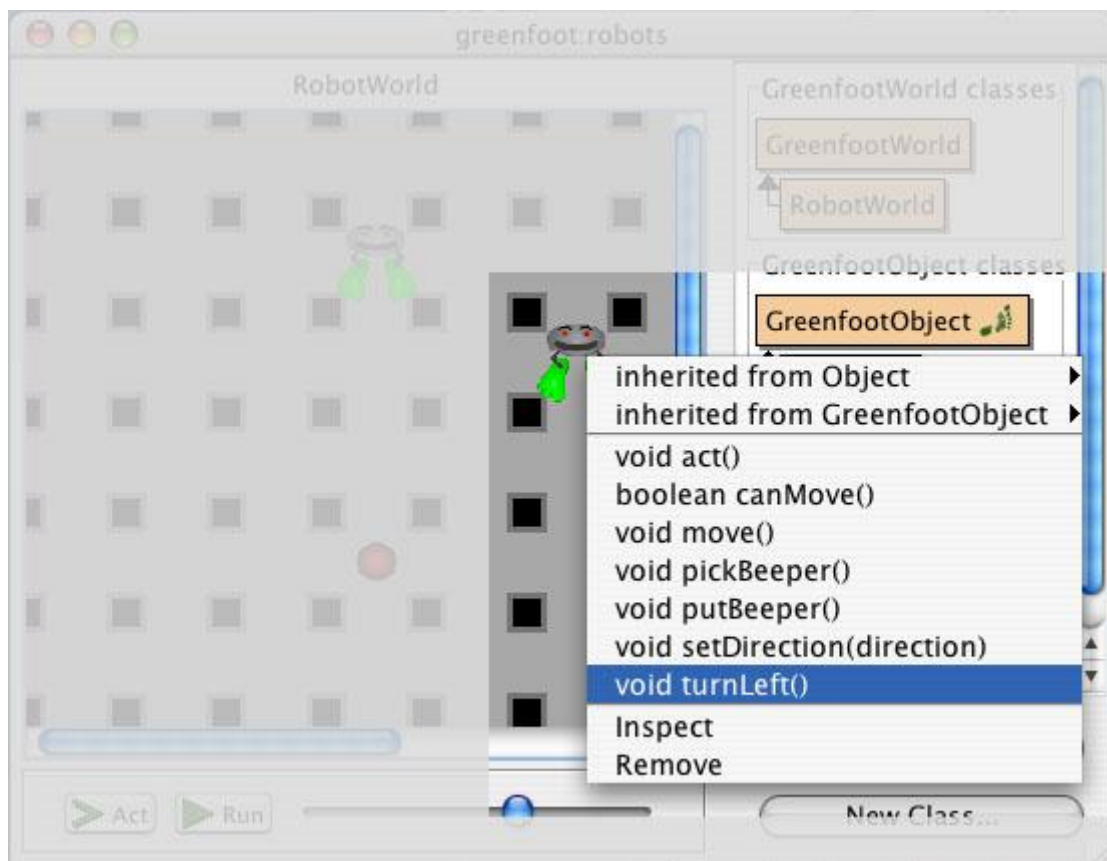 greenfoot:robots
RobotWorld
GreenfootWorld classes
GreenfootWorld
RobotWorld
GreenfootObject classes
GreenfootObject
inherited from Object
inherited from GreenfootObject
void act()
boolean canMove()
void move()
void pickBeeper()
void putBeeper()
void setDirection(direction)
void turnLeft()
Inspect
Remove
Act
Run
New Class...